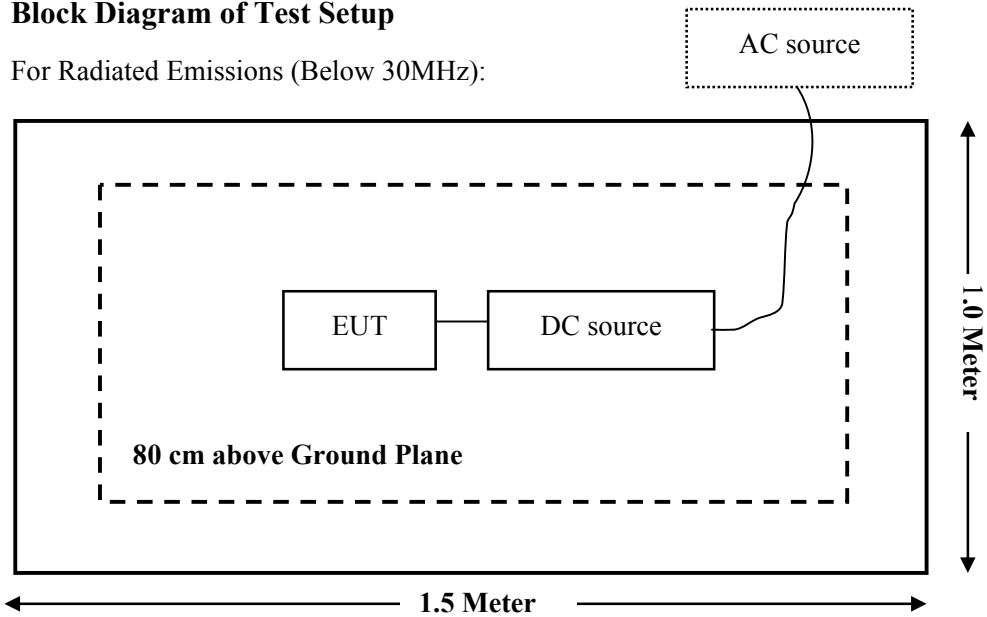 Block Diagram of Test Setup
AC source
For Radiated Emissions (Below 30MHz):
EUT
DC source
1.0 Meter
80 cm above Ground Plane
1.5 Meter